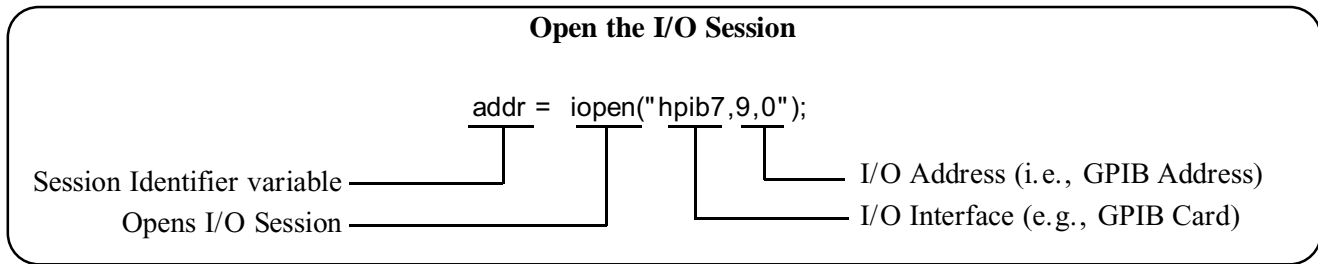 Open the I/O Session
addr = iopen("hpib7,9,0");
Session Identifier variable
I/O Address (i.e., GPIB Address)
Opens I/O Session
I/O Interface (e.g., GPIB Card)